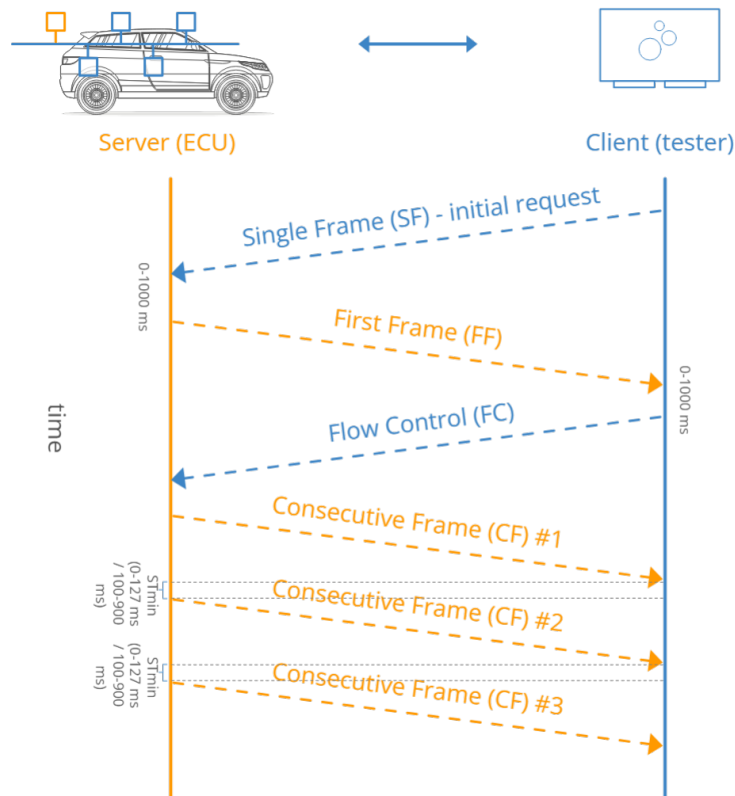 Server (ECU)
Client (tester)
Single Frame (SF) - initial request
0-1000 ms
First Frame (FF)
0-1000 ms
time
Flow Control (FC)
Consecutive Frame (CF) #1
STmin
(0-127 ms
/ 100-900
ms)
Consecutive Frame (CF) #2
STmin
(0-127 ms
/ 100-900
ms)
Consecutive Frame (CF) #3